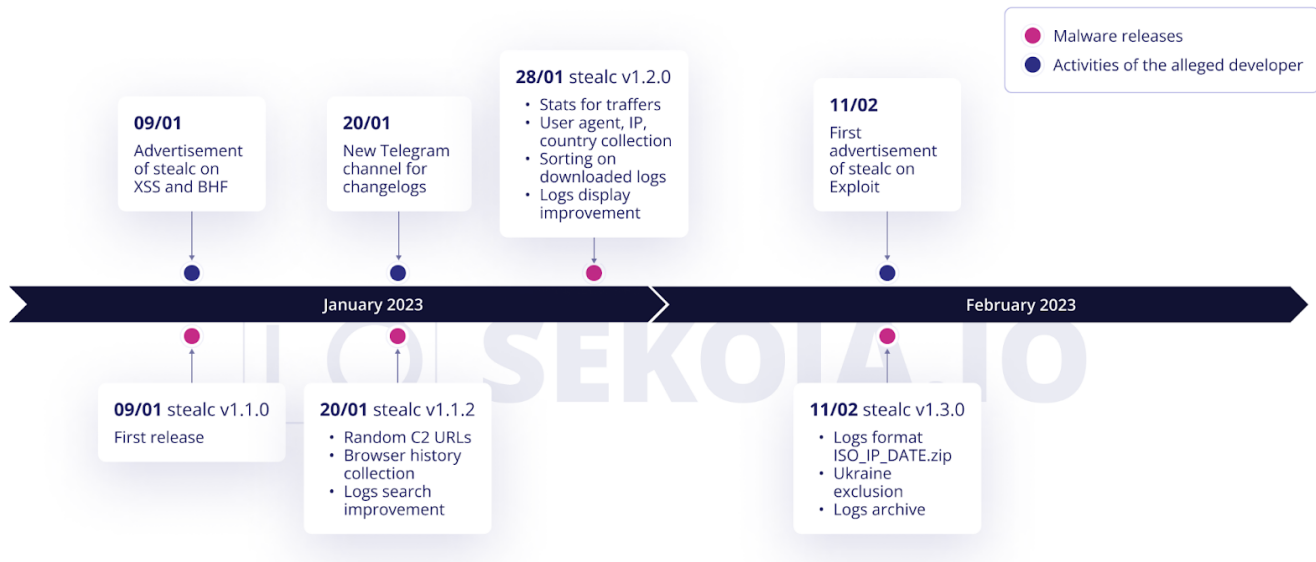 Malware releases
Activities of the alleged developer
09/01
Advertisement
of stealc on
XSS and BHF
20/01
New Telegram
channel for
changelogs
28/01 stealc v1.2.0
• Stats for traffers
• User agent, IP,
country collection
• Sorting on
downloaded logs
• Logs display
improvement
11/02
First
advertisement
of stealc on
Exploit
January 2023
February 2023
SEKOIA.IO
09/01 stealc v1.1.0
First release
20/01 stealc v1.1.2
• Random C2 URLs
• Browser history
collection
• Logs search
improvement
11/02 stealc v1.3.0
• Logs format
ISO_IP_DATE.zip
• Ukraine
exclusion
• Logs archive